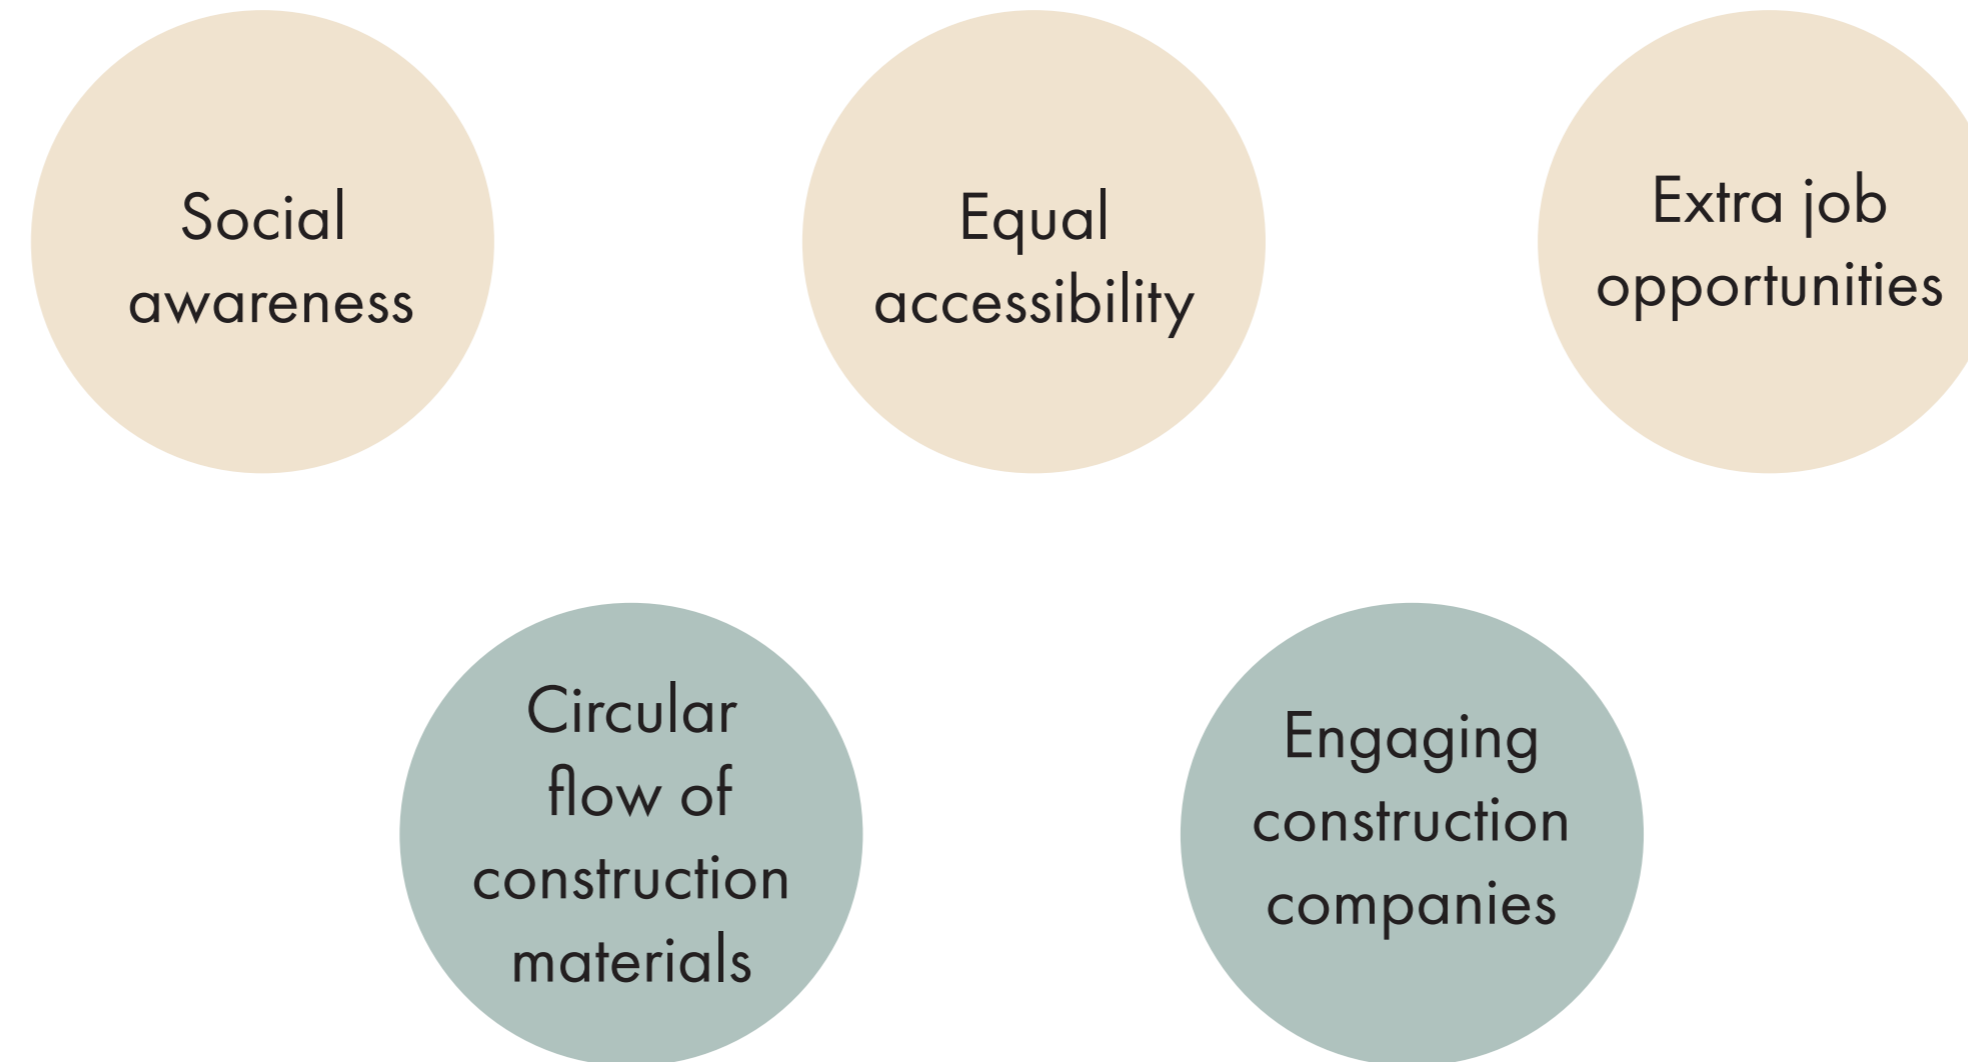 Social
awareness
Equal
accessibility
Extra job
opportunities
Circular
flow of
construction
materials
Engaging
construction
companies